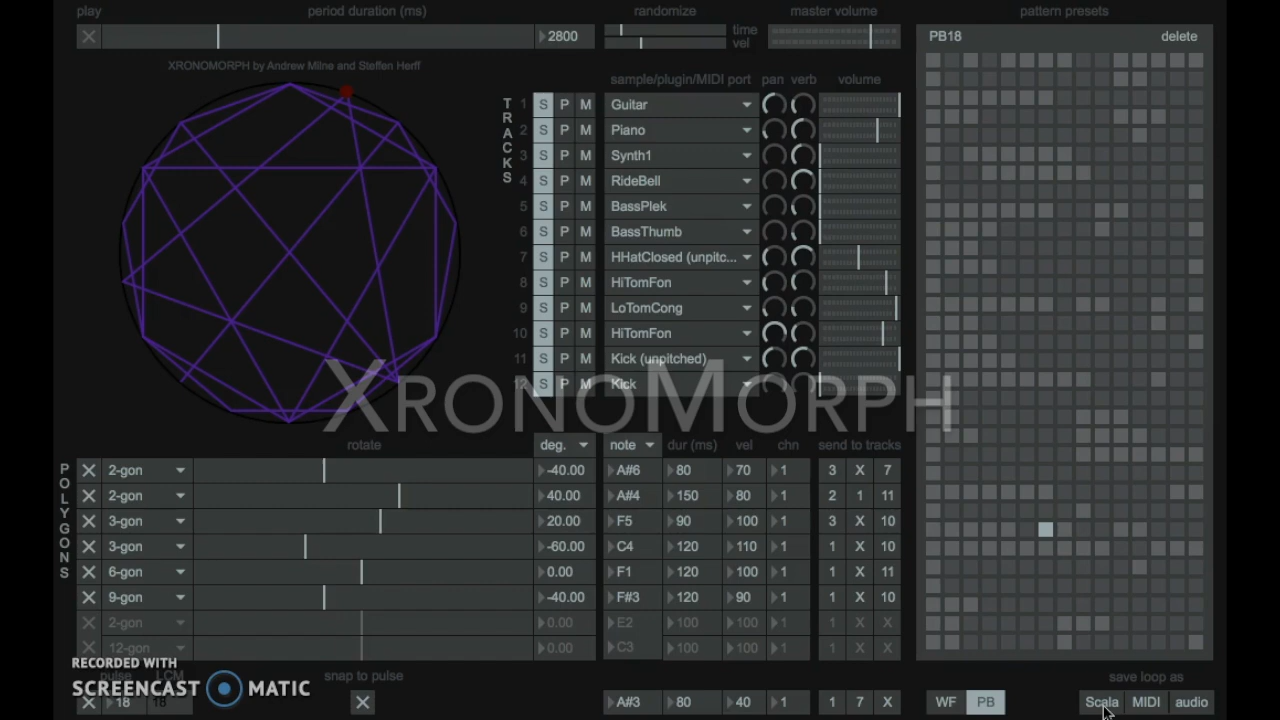 play period duration (ms) randomize master volume pattern presets
2800 time
vel
PB18 delete
XRONOMORPH by Andrew Milne and Steffen Herff
sample/plugin/MIDI port pan verb volume
TRACKS
1 S P M Guitar
2 S P M Piano
3 S P M Synth1
4 S P M RideBell
5 S P M BassPlek
6 S P M BassThumb
7 S P M HHatClosed (unpitc...
8 S P M HiTomFon
9 S P M LoTomCong
10 S P M HiTomFon
11 S P M Kick (unpitched)
12 S P M Kick
XRONOMORPH
rotate deg. note dur (ms) vel chn send to tracks
POLYGONS
2-gon -40.00 A#6 80 70 1 3 X 7
2-gon 40.00 A#4 150 80 1 2 1 11
3-gon 20.00 F5 90 100 1 3 X 10
3-gon -60.00 C4 120 110 1 1 X 10
6-gon 0.00 F1 120 100 1 1 X 11
9-gon -40.00 F#3 120 90 1 1 X 10
2-gon 0.00 E2 100 100 1 1 X X
12-gon 0.00 C3 100 100 1 1 X X
RECORDED WITH
SCREENCAST MATIC
pulse LCM snap to pulse save loop as
18 18 A#3 80 40 1 1 7 X WF PB Scala MIDI audio